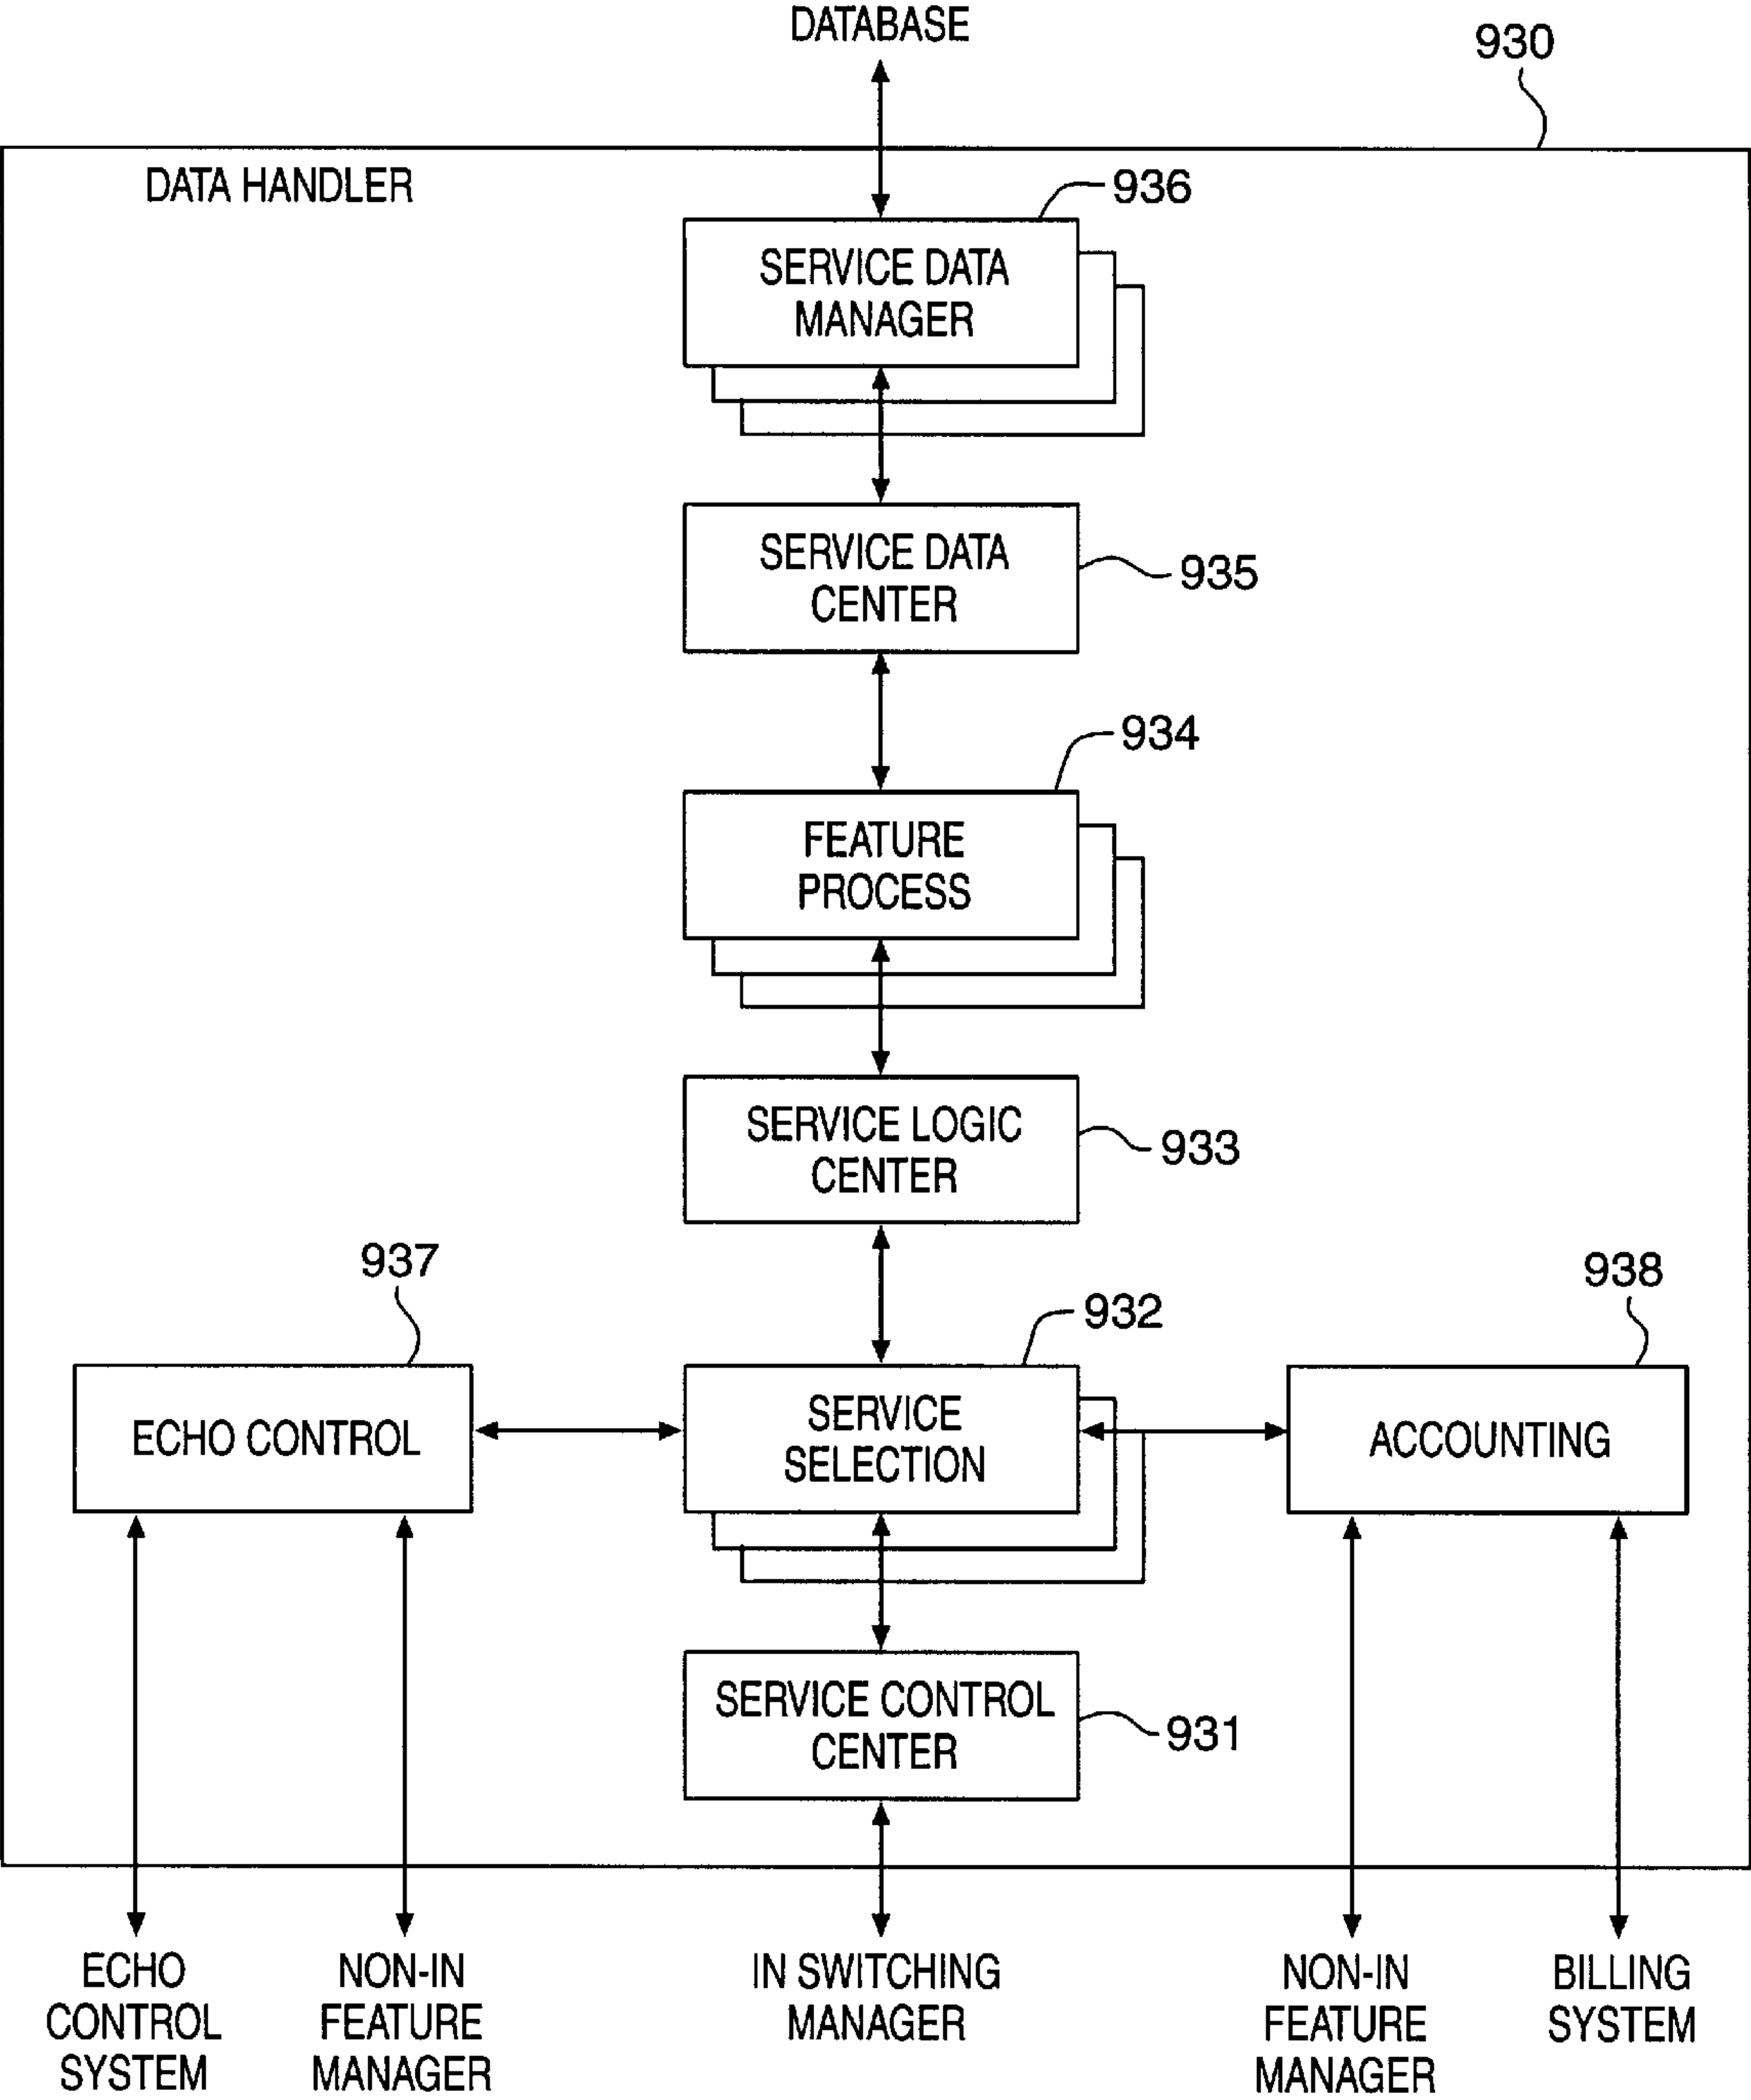 DATABASE
930
DATA HANDLER
936
SERVICE DATA
MANAGER
SERVICE DATA
CENTER
935
934
FEATURE
PROCESS
SERVICE LOGIC
CENTER
933
937
938
932
ECHO CONTROL
SERVICE
SELECTION
ACCOUNTING
SERVICE CONTROL
CENTER
931
ECHO
CONTROL
SYSTEM
NON-IN
FEATURE
MANAGER
IN SWITCHING
MANAGER
NON-IN
FEATURE
MANAGER
BILLING
SYSTEM